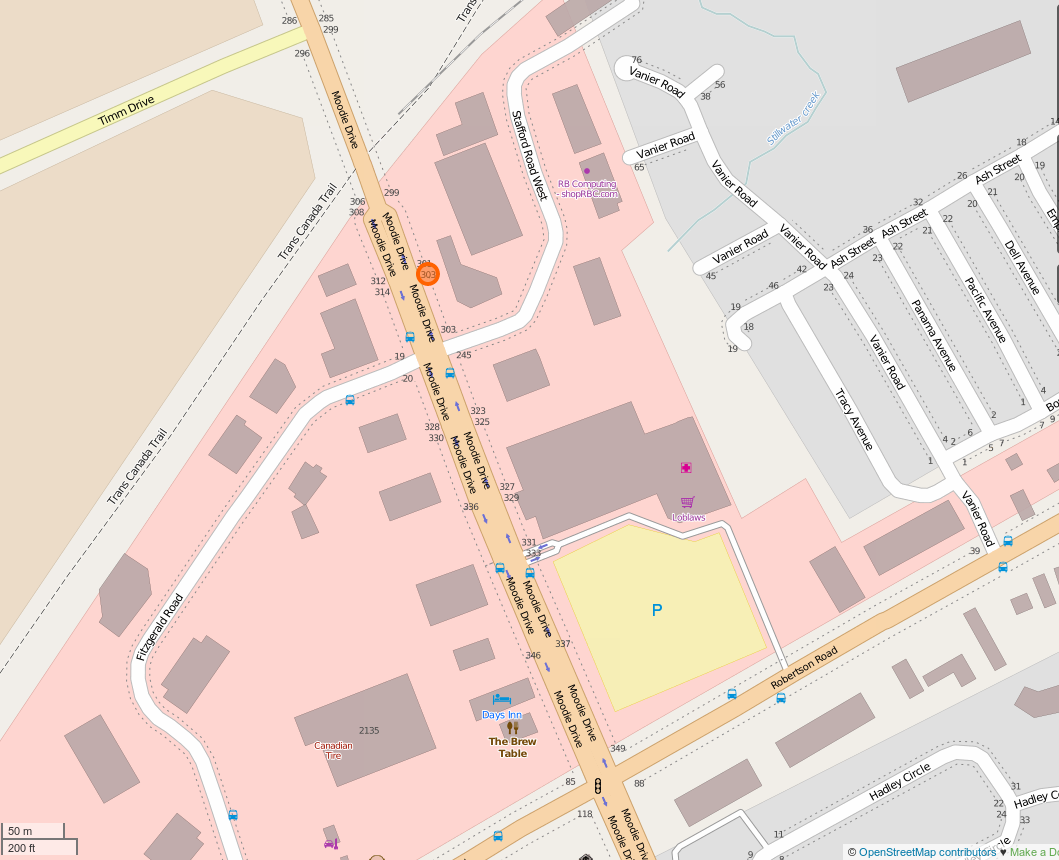 285
286
299
296
Timm Drive
Moodie Drive
Trans
76
Vanier Road
56
38
Vanier Road
65
Stillwater creek
RB Computing
- shopRBC.com
Stafford Road West
Vanier Road
Ash Street
14
18
19
20
26
21
20
32
22
21
Ash Street
36
22
23
Ash Street
Vanier Road
Vanier Road
45
42
24
23
46
19
18
19
Dell Avenue
Pacific Avenue
Panama Avenue
Vanier Road
Tracy Avenue
Trans Canada Trail
299
306
308
Moodie Drive
Moodie Drive
301
303
312
314
Moodie Drive
303
245
19
20
Moodie Drive
323
325
328
330
Moodie Drive
Moodie Drive
327
329
336
Trans Canada Trail
4
1
2
6
4
2
1
1
5
7
7
9
Vanier Road
39
Loblaws
331
333
P
Moodie Drive
Moodie Drive
337
346
Fitzgerald Road
Robertson Road
Days Inn
The Brew
Table
Moodie Drive
Moodie Drive
2135
Canadian
Tire
349
85
88
118
Moodie Drive
Moodie Drive
Hadley Circle
31
22
24
33
Hadley C
11
9
50 m
200 ft
© OpenStreetMap contributors ♥ Make a D